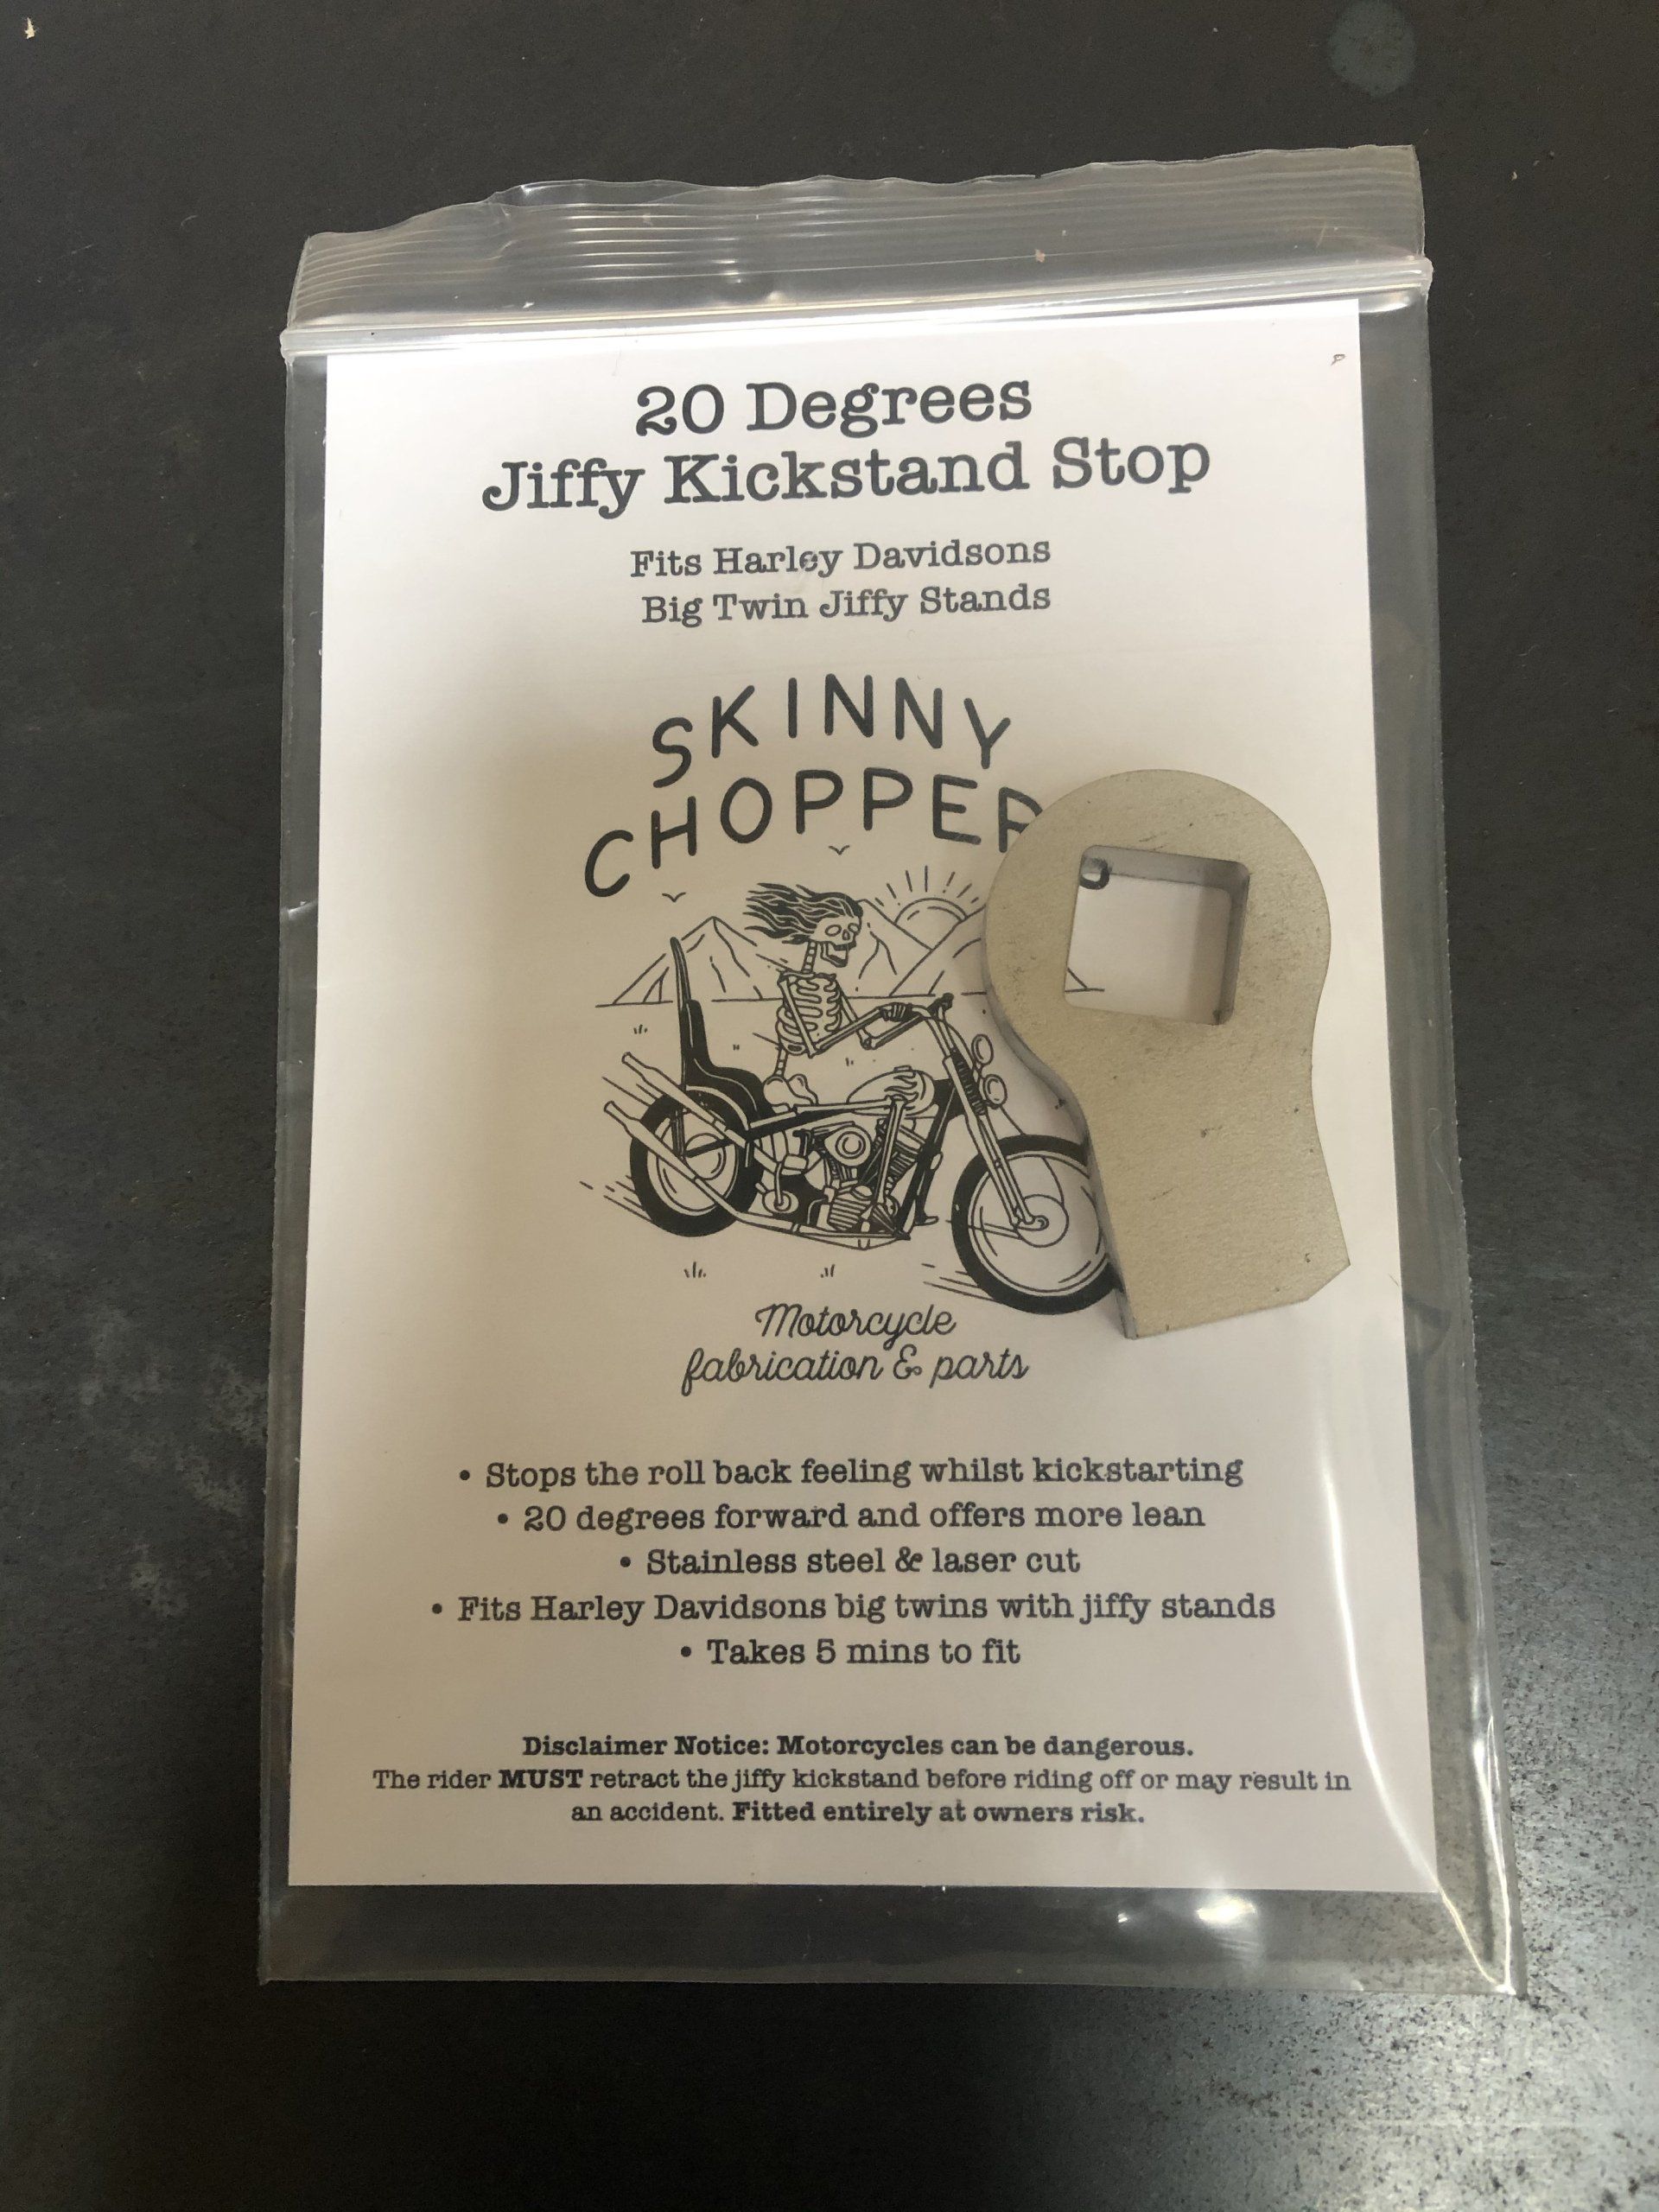 20 Degrees
Jiffy Kickstand Stop
Fits Harley Davidsons
Big Twin Jiffy Stands
SKINNY
CHOPPER
Motorcycle
fabrication & parts
• Stops the roll back feeling whilst kickstarting
• 20 degrees forward and offers more lean
• Stainless steel & laser cut
• Fits Harley Davidsons big twins with jiffy stands
• Takes 5 mins to fit
Disclaimer Notice: Motorcycles can be dangerous.
The rider MUST retract the jiffy kickstand before riding off or may result in
an accident. Fitted entirely at owners risk.